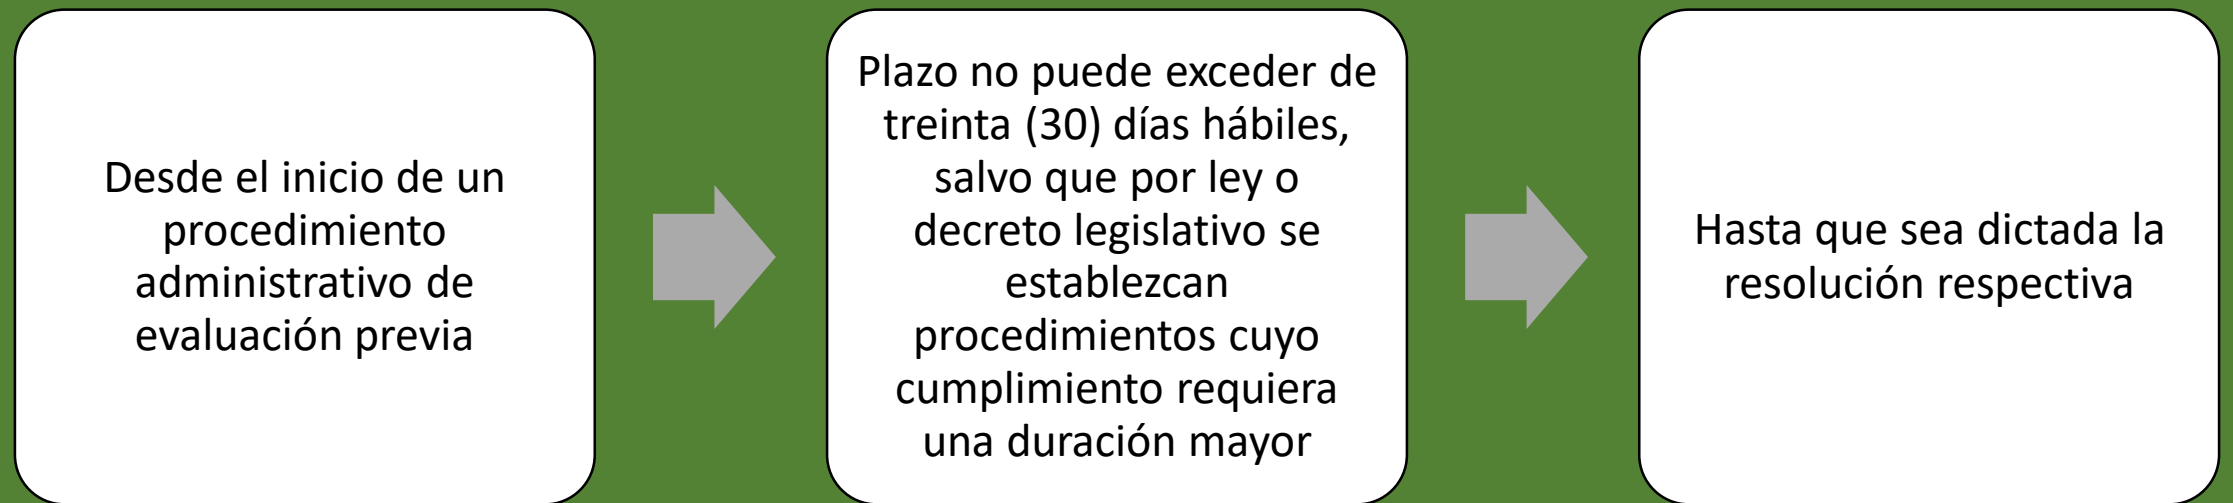 Desde el inicio de un
procedimiento
administrativo de
evaluación previa
Plazo no puede exceder de
treinta (30) días hábiles,
salvo que por ley o
decreto legislativo se
establezcan
procedimientos cuyo
cumplimiento requiera
una duración mayor
Hasta que sea dictada la
resolución respectiva